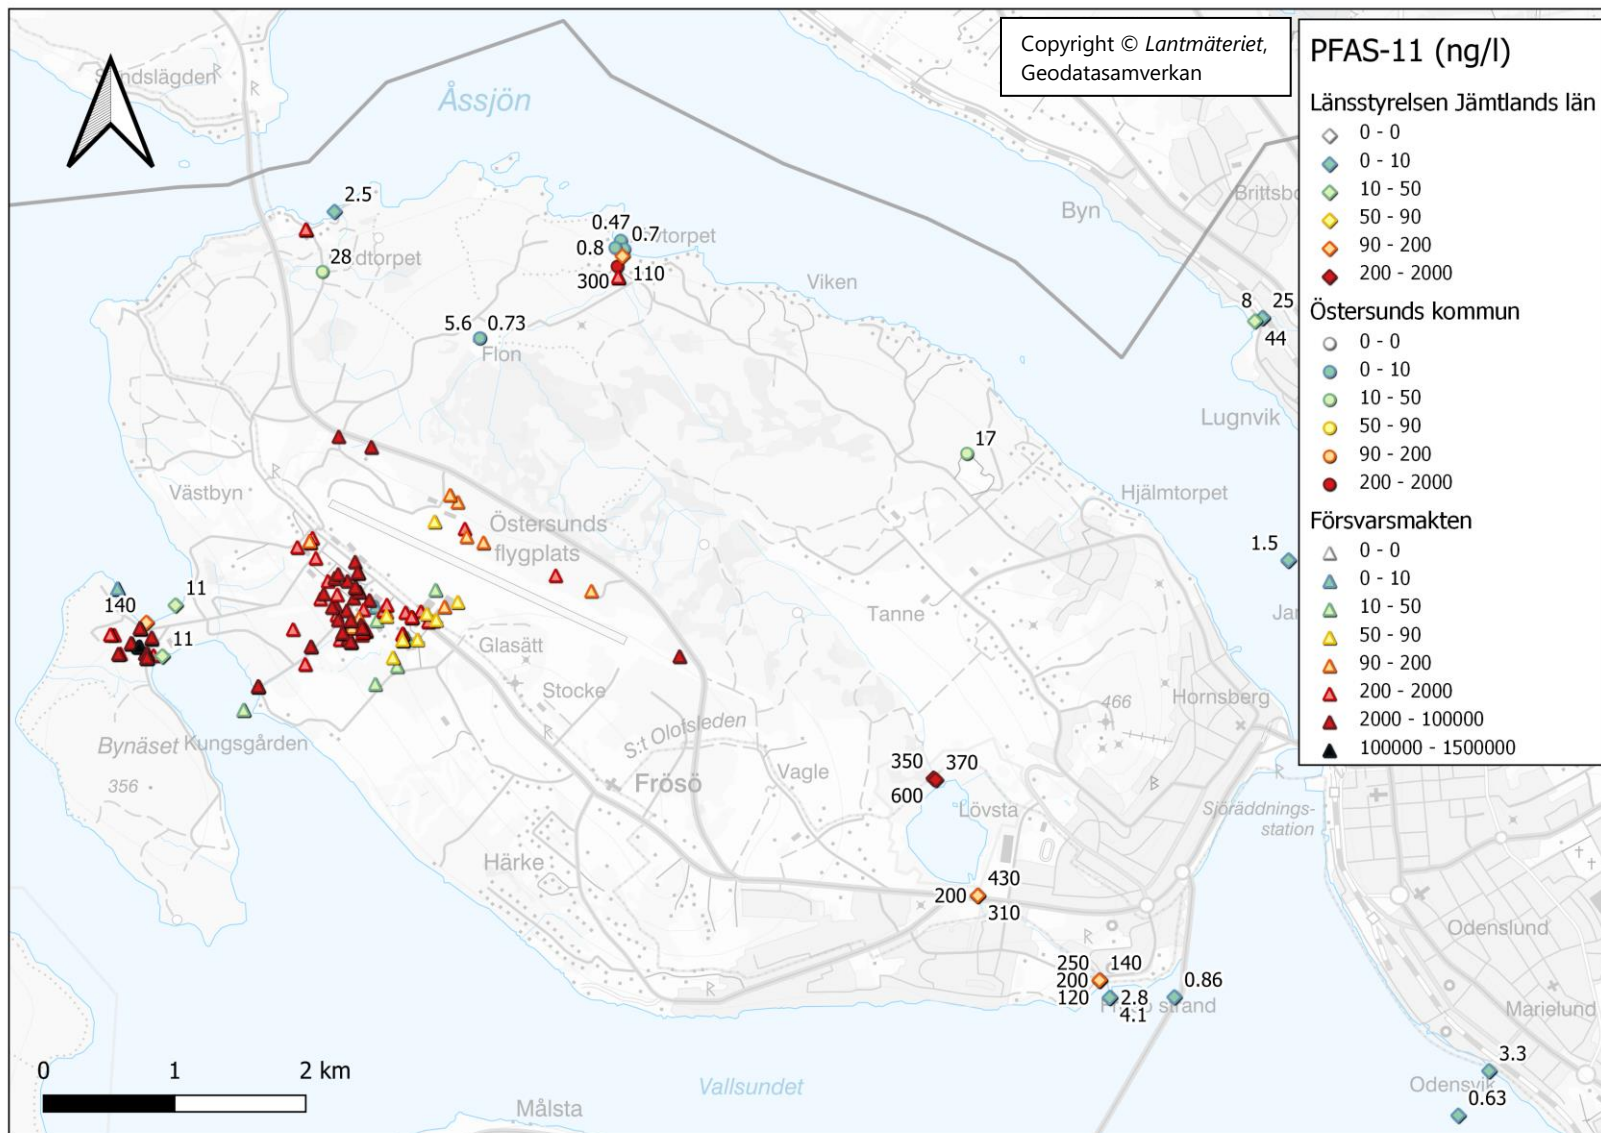 Copyright © Lantmäteriet,
Geodatasamverkan
PFAS-11 (ng/l)
Länsstyrelsen Jämtlands län
0 - 0
0 - 10
10 - 50
50 - 90
90 - 200
200 - 2000
Östersunds kommun
0 - 0
0 - 10
10 - 50
50 - 90
90 - 200
200 - 2000
Försvarsmakten
0 - 0
0 - 10
10 - 50
50 - 90
90 - 200
200 - 2000
2000 - 100000
100000 - 1500000
Åssjön
Byn
2.5
0.47
0.7
0.8
28
110
300
Viken
8
25
44
5.6
0.73
Flon
Lugnvik
17
Västbyn
Hjälmtorpet
Östersunds
flygplats
1.5
11
140
Tanne
11
Glasätt
Stocke
Hornsberg
466
S:t Olofsleden
Bynäset
Kungsgården
356
Frösö
Vagle
350
370
600
Lövsta
Sjöräddnings-
station
Härke
430
200
310
Odenslund
250
140
200
120
2.8
4.1
0.86
strand
Marielund
3.3
0 1 2 km
Vallsundet
Odensvik
0.63
Målsta
R
R
R
R
R
R
R
B
B
B